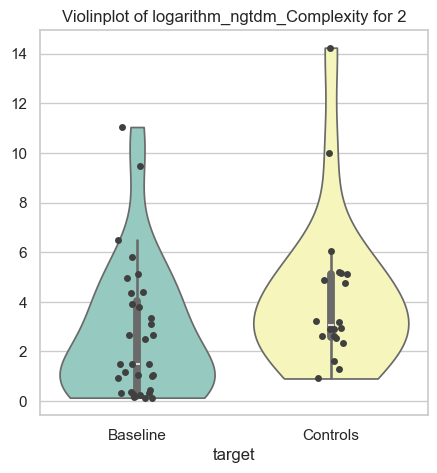 Violinplot of logarithm_ngtdm_Complexity for 2
14
12
10
8
6
4
2
0
Baseline
Controls
target